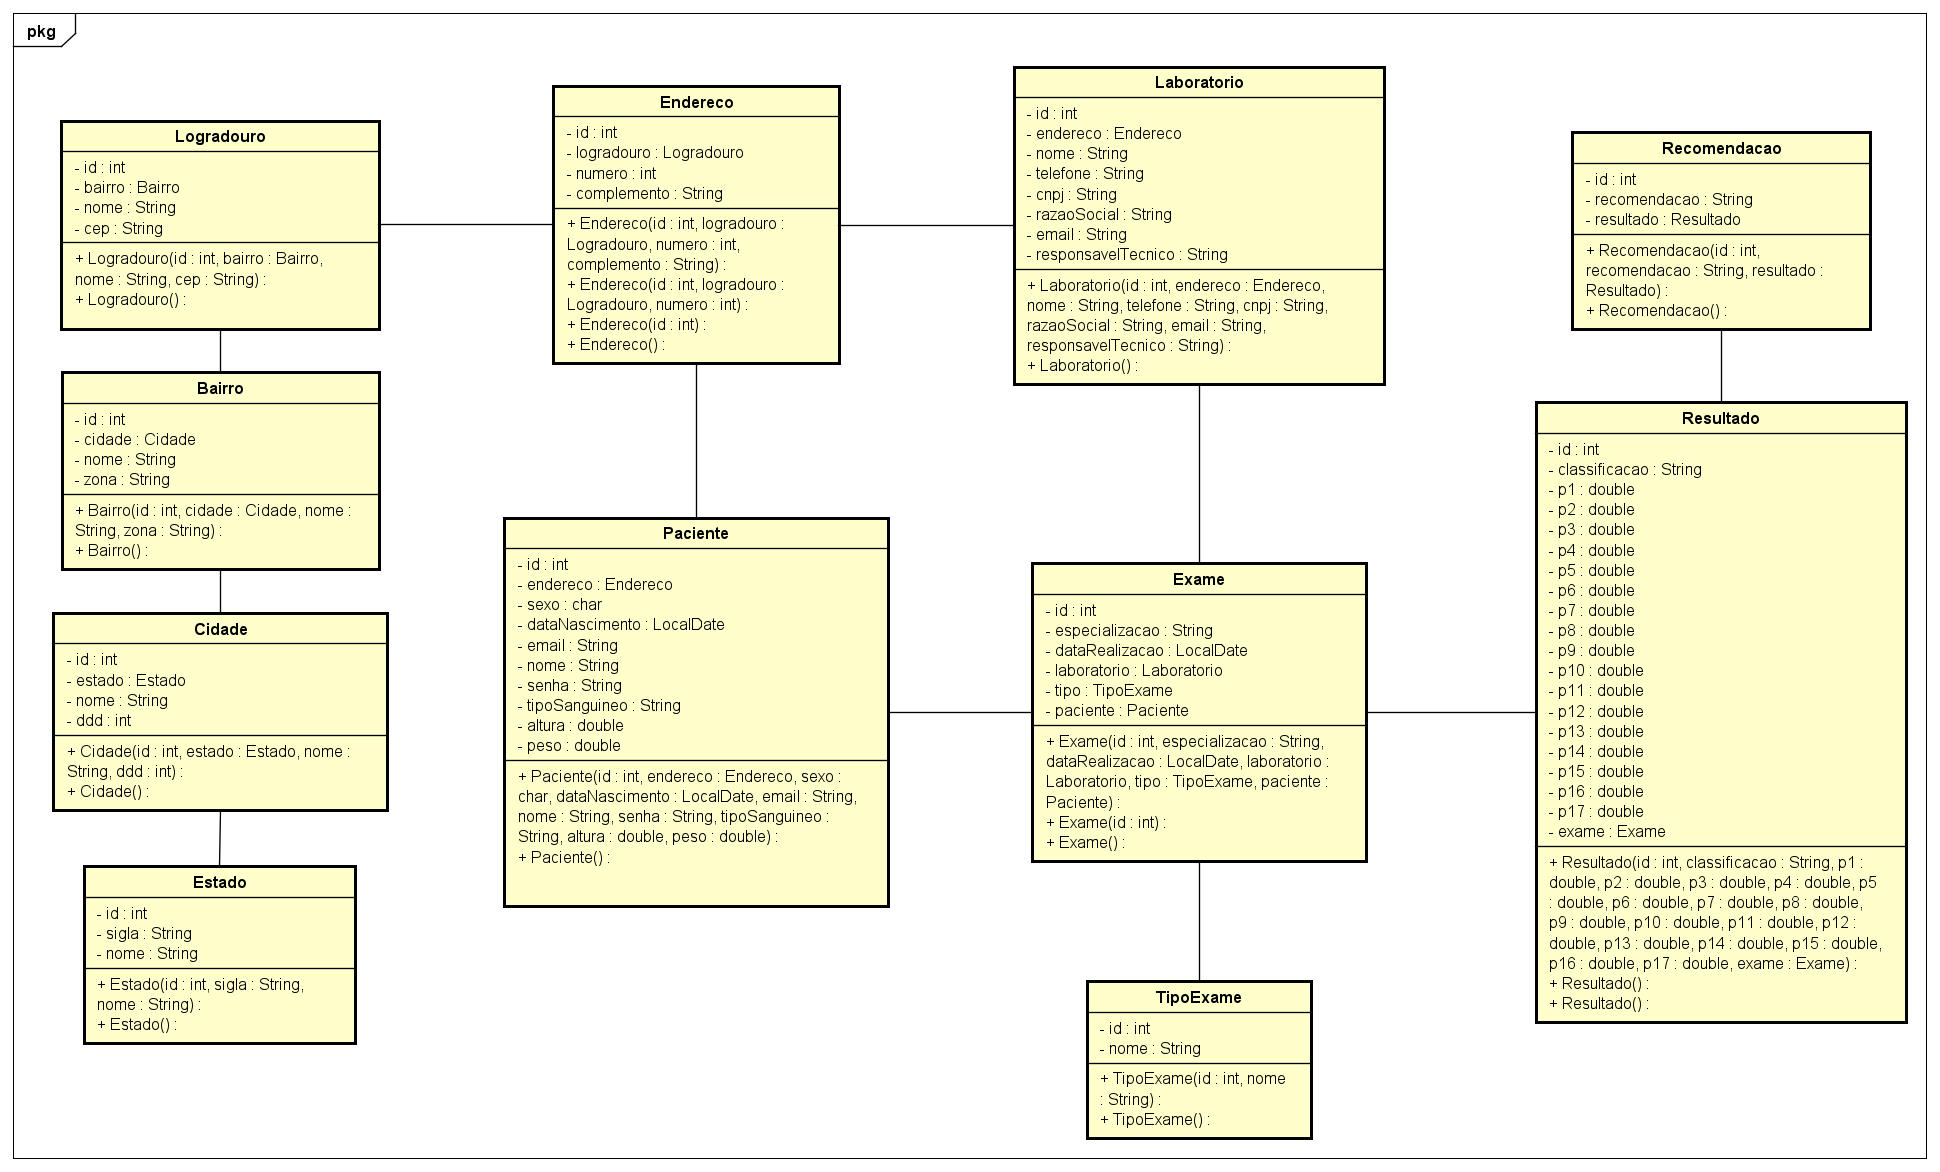 pkg
Logradouro
- id : int
- bairro : Bairro
- nome : String
- cep : String
+ Logradouro(id : int, bairro : Bairro,
nome : String, cep : String) :
+ Logradouro() :
Bairro
- id : int
- cidade : Cidade
- nome : String
- zona : String
+ Bairro(id : int, cidade : Cidade, nome :
String, zona : String) :
+ Bairro() :
Cidade
- id : int
- estado : Estado
- nome : String
- ddd : int
+ Cidade(id : int, estado : Estado, nome :
String, ddd : int) :
+ Cidade() :
Estado
- id : int
- sigla : String
- nome : String
+ Estado(id : int, sigla : String,
nome : String) :
+ Estado() :
Endereco
- id : int
- logradouro : Logradouro
- numero : int
- complemento : String
+ Endereco(id : int, logradouro :
Logradouro, numero : int,
complemento : String) :
+ Endereco(id : int, logradouro :
Logradouro, numero : int) :
+ Endereco(id : int) :
+ Endereco() :
Paciente
- id : int
- endereco : Endereco
- sexo : char
- dataNascimento : LocalDate
- email : String
- nome : String
- senha : String
- tipoSanguineo : String
- altura : double
- peso : double
+ Paciente(id : int, endereco : Endereco, sexo :
char, dataNascimento : LocalDate, email : String,
nome : String, senha : String, tipoSanguineo :
String, altura : double, peso : double) :
+ Paciente() :
Laboratorio
- id : int
- endereco : Endereco
- nome : String
- telefone : String
- cnpj : String
- razaoSocial : String
- email : String
- responsavelTecnico : String
+ Laboratorio(id : int, endereco : Endereco,
nome : String, telefone : String, cnpj : String,
razaoSocial : String, email : String,
responsavelTecnico : String) :
+ Laboratorio() :
Exame
- id : int
- especializacao : String
- dataRealizacao : LocalDate
- laboratorio : Laboratorio
- tipo : TipoExame
- paciente : Paciente
+ Exame(id : int, especializacao : String,
dataRealizacao : LocalDate, laboratorio :
Laboratorio, tipo : TipoExame, paciente :
Paciente) :
+ Exame(id : int) :
+ Exame() :
TipoExame
- id : int
- nome : String
+ TipoExame(id : int, nome
: String) :
+ TipoExame() :
Recomendacao
- id : int
- recomendacao : String
- resultado : Resultado
+ Recomendacao(id : int,
recomendacao : String, resultado :
Resultado) :
+ Recomendacao() :
Resultado
- id : int
- classificacao : String
- p1 : double
- p2 : double
- p3 : double
- p4 : double
- p5 : double
- p6 : double
- p7 : double
- p8 : double
- p9 : double
- p10 : double
- p11 : double
- p12 : double
- p13 : double
- p14 : double
- p15 : double
- p16 : double
- p17 : double
- exame : Exame
+ Resultado(id : int, classificacao : String, p1 :
double, p2 : double, p3 : double, p4 : double, p5
: double, p6 : double, p7 : double, p8 : double,
p9 : double, p10 : double, p11 : double, p12 :
double, p13 : double, p14 : double, p15 : double,
p16 : double, p17 : double, exame : Exame) :
+ Resultado() :
+ Resultado() :